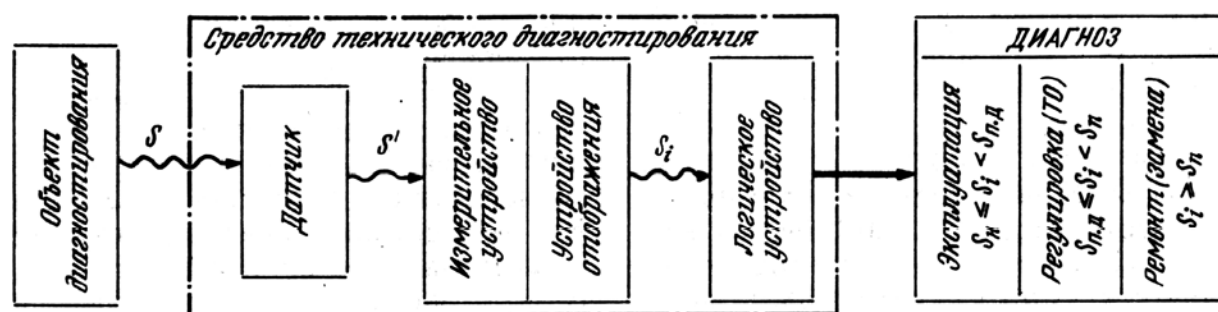 Средство технического диагностирования
ДИАГНОЗ
Объект
диагностирования
S
Датчик
S'
Измерительное
устройство
Устройство
отображения
Sᵢ
Логическое
устройство
Эксплуатация
Sн ≤ Sᵢ < Sп.д
Регулировка (ТО)
Sп.д ≤ Sᵢ < Sп
Ремонт (замена)
Sᵢ ≥ Sп